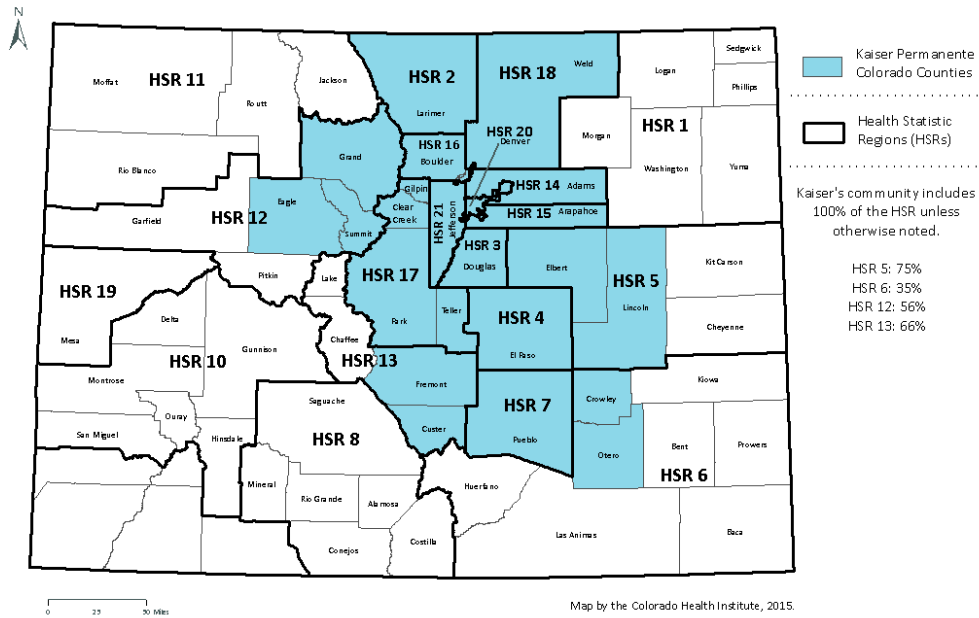 N
HSR 11
Moffat
Routt
Jackson
HSR 2
Larimer
HSR 18
Weld
Logan
Sedgwick
Phillips
Morgan
HSR 1
Washington
Yuma
Rio Blanco
Grand
HSR 16
Boulder
HSR 20
Denver
Gilpin
Clear
Creek
HSR 21
Jefferson
HSR 14
Adams
HSR 15
Arapahoe
Garfield
HSR 12
Eagle
Summit
HSR 3
Douglas
Elbert
HSR 5
Lincoln
Kit Carson
HSR 19
Mesa
Pitkin
Lake
HSR 17
Park
Teller
HSR 4
El Paso
Cheyenne
Delta
HSR 10
Gunnison
Chaffee
HSR 13
Fremont
Montrose
Ouray
San Miguel
Hinsdale
Saguache
HSR 8
Custer
HSR 7
Pueblo
Crowley
Otero
Kiowa
Bent
HSR 6
Prowers
Mineral
Rio Grande
Alamosa
Huerfano
Conejos
Costilla
Las Animas
Baca
Kaiser Permanente
Colorado Counties
Health Statistic
Regions (HSRs)
Kaiser's community includes
100% of the HSR unless
otherwise noted.
HSR 5: 75%
HSR 6: 35%
HSR 12: 56%
HSR 13: 66%
0 25 50 Miles
Map by the Colorado Health Institute, 2015.